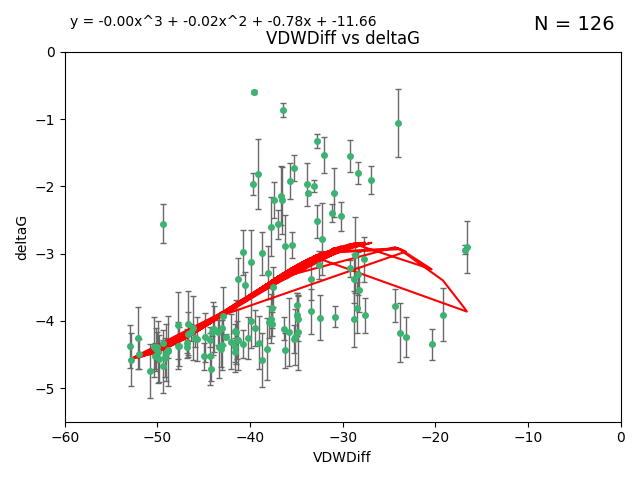 y = -0.00x^3 + -0.02x^2 + -0.78x + -11.66
N = 126
VDWDiff vs deltaG
0
−1
−2
−3
−4
−5
deltaG
−60
−50
−40
−30
−20
−10
0
VDWDiff